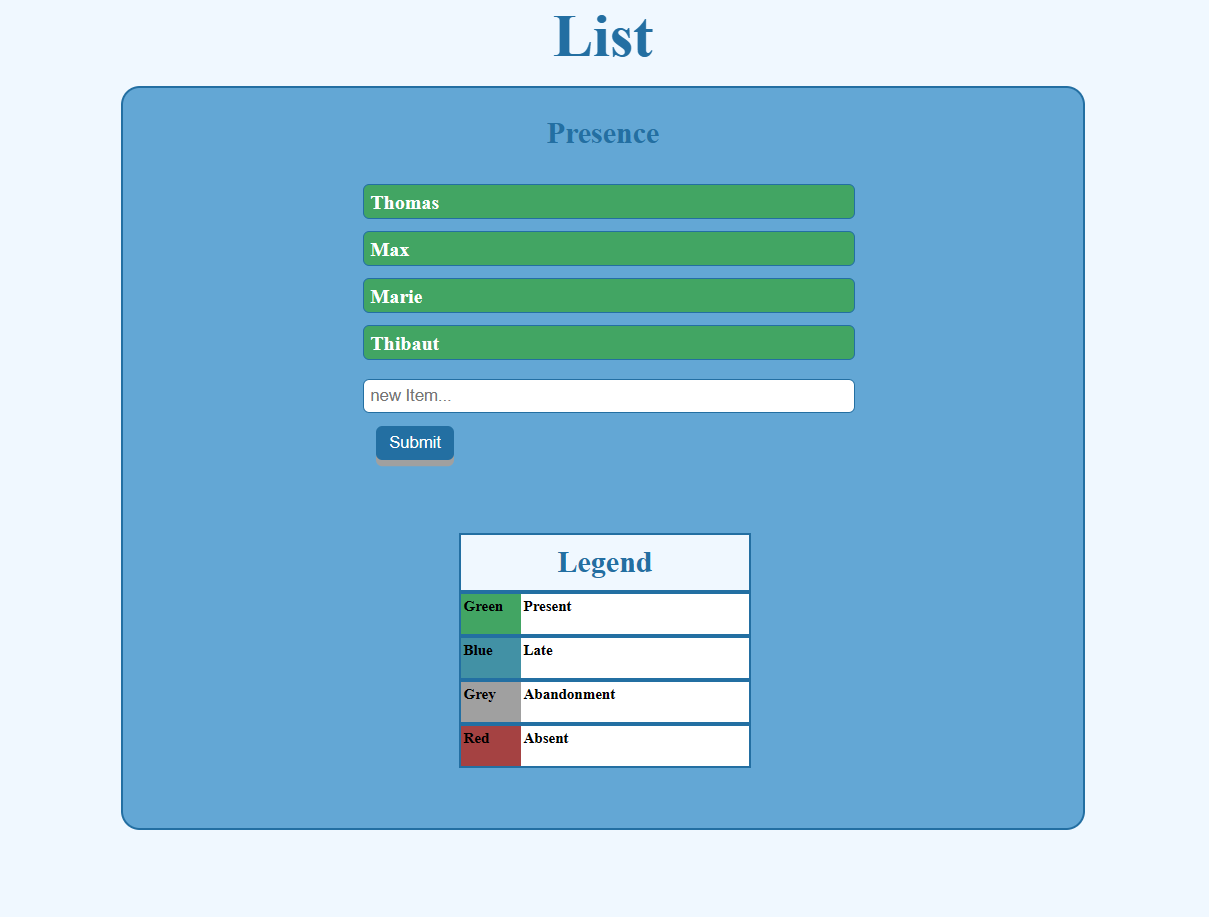 List
Presence
Thomas
Max
Marie
Thibaut
new Item...
Submit
Legend
Green Present
Blue Late
Grey Abandonment
Red Absent